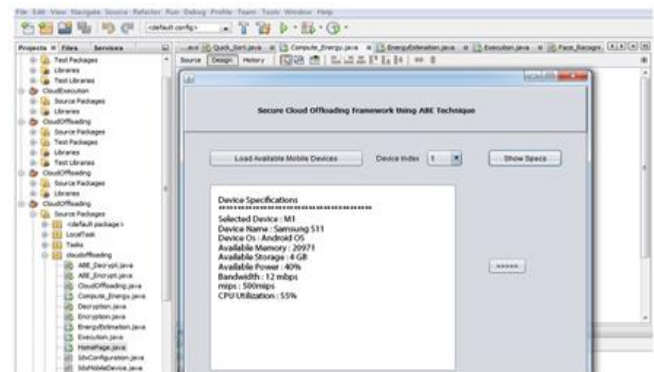 File Edit View Navigate Source Refactor Run Debug Profile Team Tools Window Help
<default config>
Projects Files Services
Quick_Sort.java Compute_Energy.java EnergyEstimation.java Execution.java
Source Design History
Test Packages
Libraries
Test Libraries
CloudExecution
Source Packages
Libraries
CloudOffloading
Source Packages
Test Packages
Libraries
Test Libraries
CloudOffloading
Source Packages
Libraries
CloudOffloading
Source Packages
<default package>
LocalTask
Tasks
cloudoffloading
ABE_Decrypt.java
ABE_Encrypt.java
CloudOffloading.java
Compute_Energy.java
Decryption.java
Encryption.java
EnergyEstimation.java
Execution.java
HomePage.java
IdxConfiguration.java
IdxMobileDevice.java
Secure Cloud Offloading Framework Using ABE Technique
Load Available Mobile Devices Device Index 1 Show Specs
Device Specifications
****************************************
Selected Device : M1
Device Name : Samsung S11
Device Os : Android OS
Available Memory : 20971
Available Storage : 4 GB
Available Power : 40%
Bandwidth : 12 mbps
mips : 500mips
CPU Utilization : 55%
>>>>>